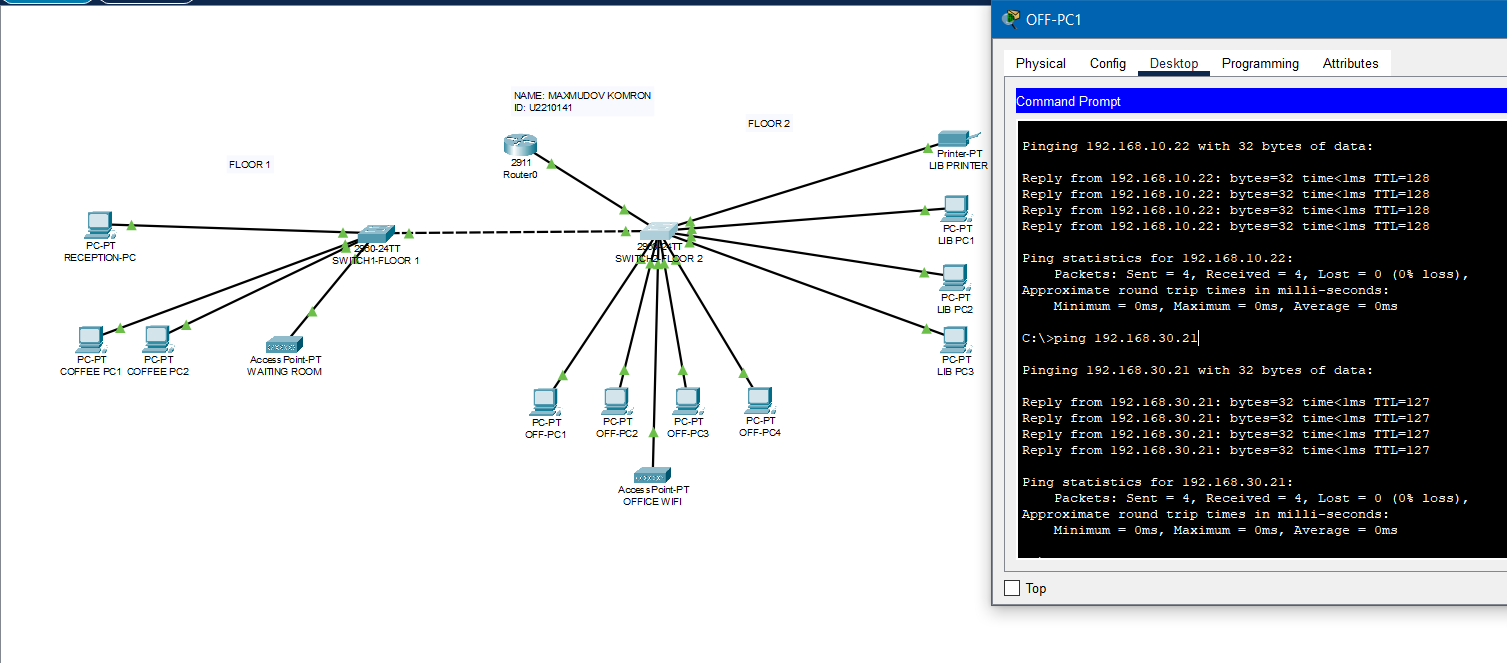 NAME: MAXMUDOV KOMRON
ID: U2210141
FLOOR 2
FLOOR 1
2911
Router0
Printer-PT
LIB PRINTER
PC-PT
LIB PC1
PC-PT
RECEPTION-PC
2960-24TT
SWITCH1-FLOOR 1
2960-24TT
SWITCH2-FLOOR 2
PC-PT
LIB PC2
PC-PT
COFFEE PC1
PC-PT
COFFEE PC2
Access Point-PT
WAITING ROOM
PC-PT
LIB PC3
PC-PT
OFF-PC1
PC-PT
OFF-PC2
PC-PT
OFF-PC3
PC-PT
OFF-PC4
Access Point-PT
OFFICE WIFI
OFF-PC1
Physical Config Desktop Programming Attributes
Command Prompt
Pinging 192.168.10.22 with 32 bytes of data:
Reply from 192.168.10.22: bytes=32 time<1ms TTL=128
Reply from 192.168.10.22: bytes=32 time<1ms TTL=128
Reply from 192.168.10.22: bytes=32 time<1ms TTL=128
Reply from 192.168.10.22: bytes=32 time<1ms TTL=128
Ping statistics for 192.168.10.22:
Packets: Sent = 4, Received = 4, Lost = 0 (0% loss),
Approximate round trip times in milli-seconds:
Minimum = 0ms, Maximum = 0ms, Average = 0ms
C:\>ping 192.168.30.21
Pinging 192.168.30.21 with 32 bytes of data:
Reply from 192.168.30.21: bytes=32 time<1ms TTL=127
Reply from 192.168.30.21: bytes=32 time<1ms TTL=127
Reply from 192.168.30.21: bytes=32 time<1ms TTL=127
Reply from 192.168.30.21: bytes=32 time<1ms TTL=127
Ping statistics for 192.168.30.21:
Packets: Sent = 4, Received = 4, Lost = 0 (0% loss),
Approximate round trip times in milli-seconds:
Minimum = 0ms, Maximum = 0ms, Average = 0ms
Top